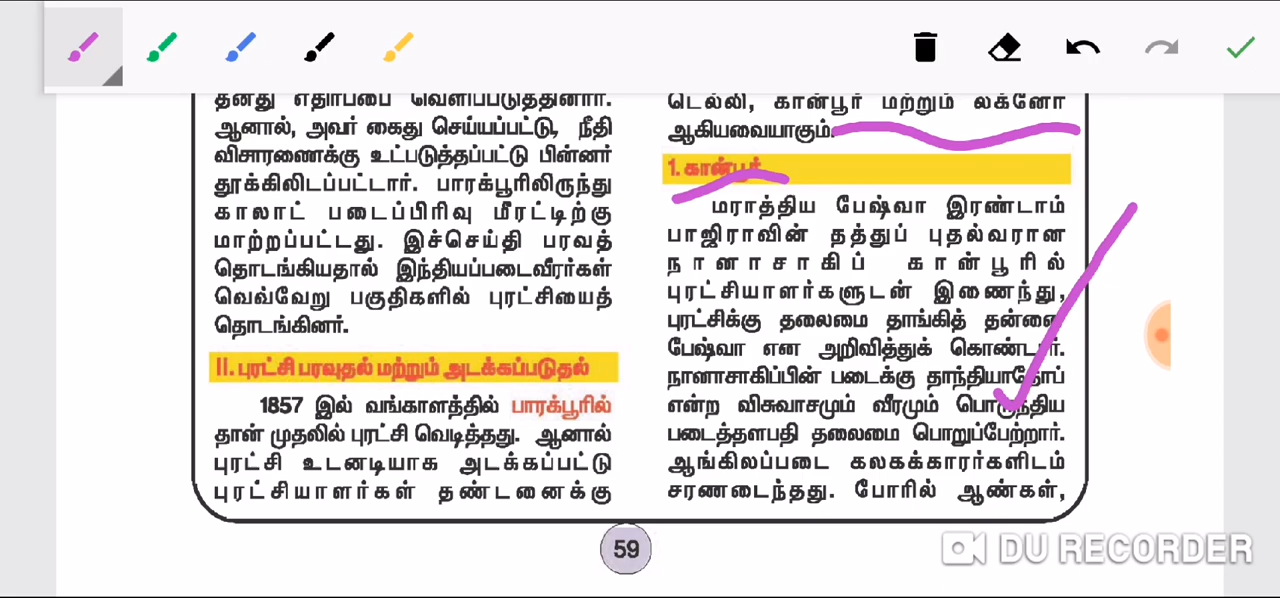 தனது எதிர்ப்பை வெளிப்படுத்தினார்.
ஆனால், அவர் கைது செய்யப்பட்டு, நீதி
விசாரணைக்கு உட்படுத்தப்பட்டு பின்னர்
தூக்கிலிடப்பட்டார். பாரக்பூரிலிருந்து
காலாட் படைப்பிரிவு மீரட்டிற்கு
மாற்றப்பட்டது. இச்செய்தி பரவத்
தொடங்கியதால் இந்தியப்படைவீரர்கள்
வெவ்வேறு பகுதிகளில் புரட்சியைத்
தொடங்கினர்.
II. புரட்சி பரவுதல் மற்றும் அடக்கப்படுதல்
1857 இல் வங்காளத்தில் பாரக்பூரில்
தான் முதலில் புரட்சி வெடித்தது. ஆனால்
புரட்சி உடனடியாக அடக்கப்பட்டு
புரட்சியாளர்கள் தண்டனைக்கு
டெல்லி, கான்பூர் மற்றும் லக்னோ
ஆகியவையாகும்.
1. கான்பூர்
மராத்திய பேஷ்வா இரண்டாம்
பாஜிராவின் தத்துப் புதல்வரான
நானாசாகிப் கான்பூரில்
புரட்சியாளர்களுடன் இணைந்து,
புரட்சிக்கு தலைமை தாங்கித் தன்னை
பேஷ்வா என அறிவித்துக் கொண்டார்.
நானாசாகிப்பின் படைக்கு தாந்தியாதோப்
என்ற விசுவாசமும் வீரமும் பொருந்திய
படைத்தளபதி தலைமை பொறுப்பேற்றார்.
ஆங்கிலப்படை கலகக்காரர்களிடம்
சரணடைந்தது. போரில் ஆண்கள்,
59
DU RECORDER